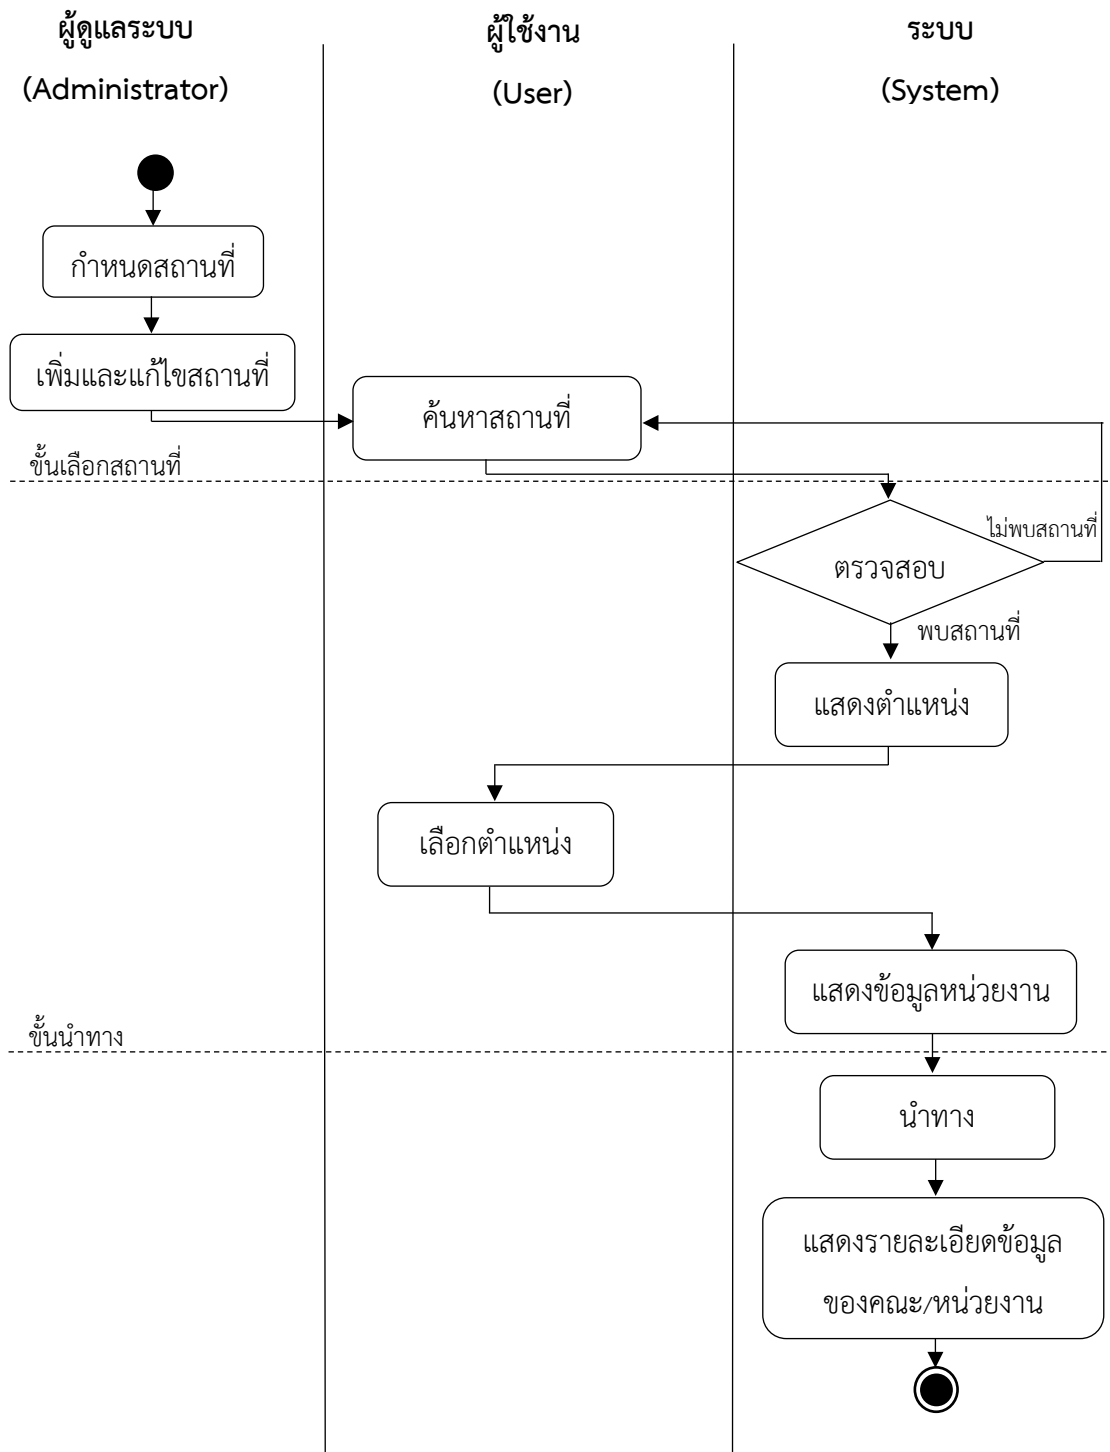 ผู้ดูแลระบบ
(Administrator)
ผู้ใช้งาน
(User)
ระบบ
(System)
กำหนดสถานที่
เพิ่มและแก้ไขสถานที่
ค้นหาสถานที่
ขั้นเลือกสถานที่
ไม่พบสถานที่
ตรวจสอบ
พบสถานที่
แสดงตำแหน่ง
เลือกตำแหน่ง
แสดงข้อมูลหน่วยงาน
ขั้นนำทาง
นำทาง
แสดงรายละเอียดข้อมูล
ของคณะ/หน่วยงาน